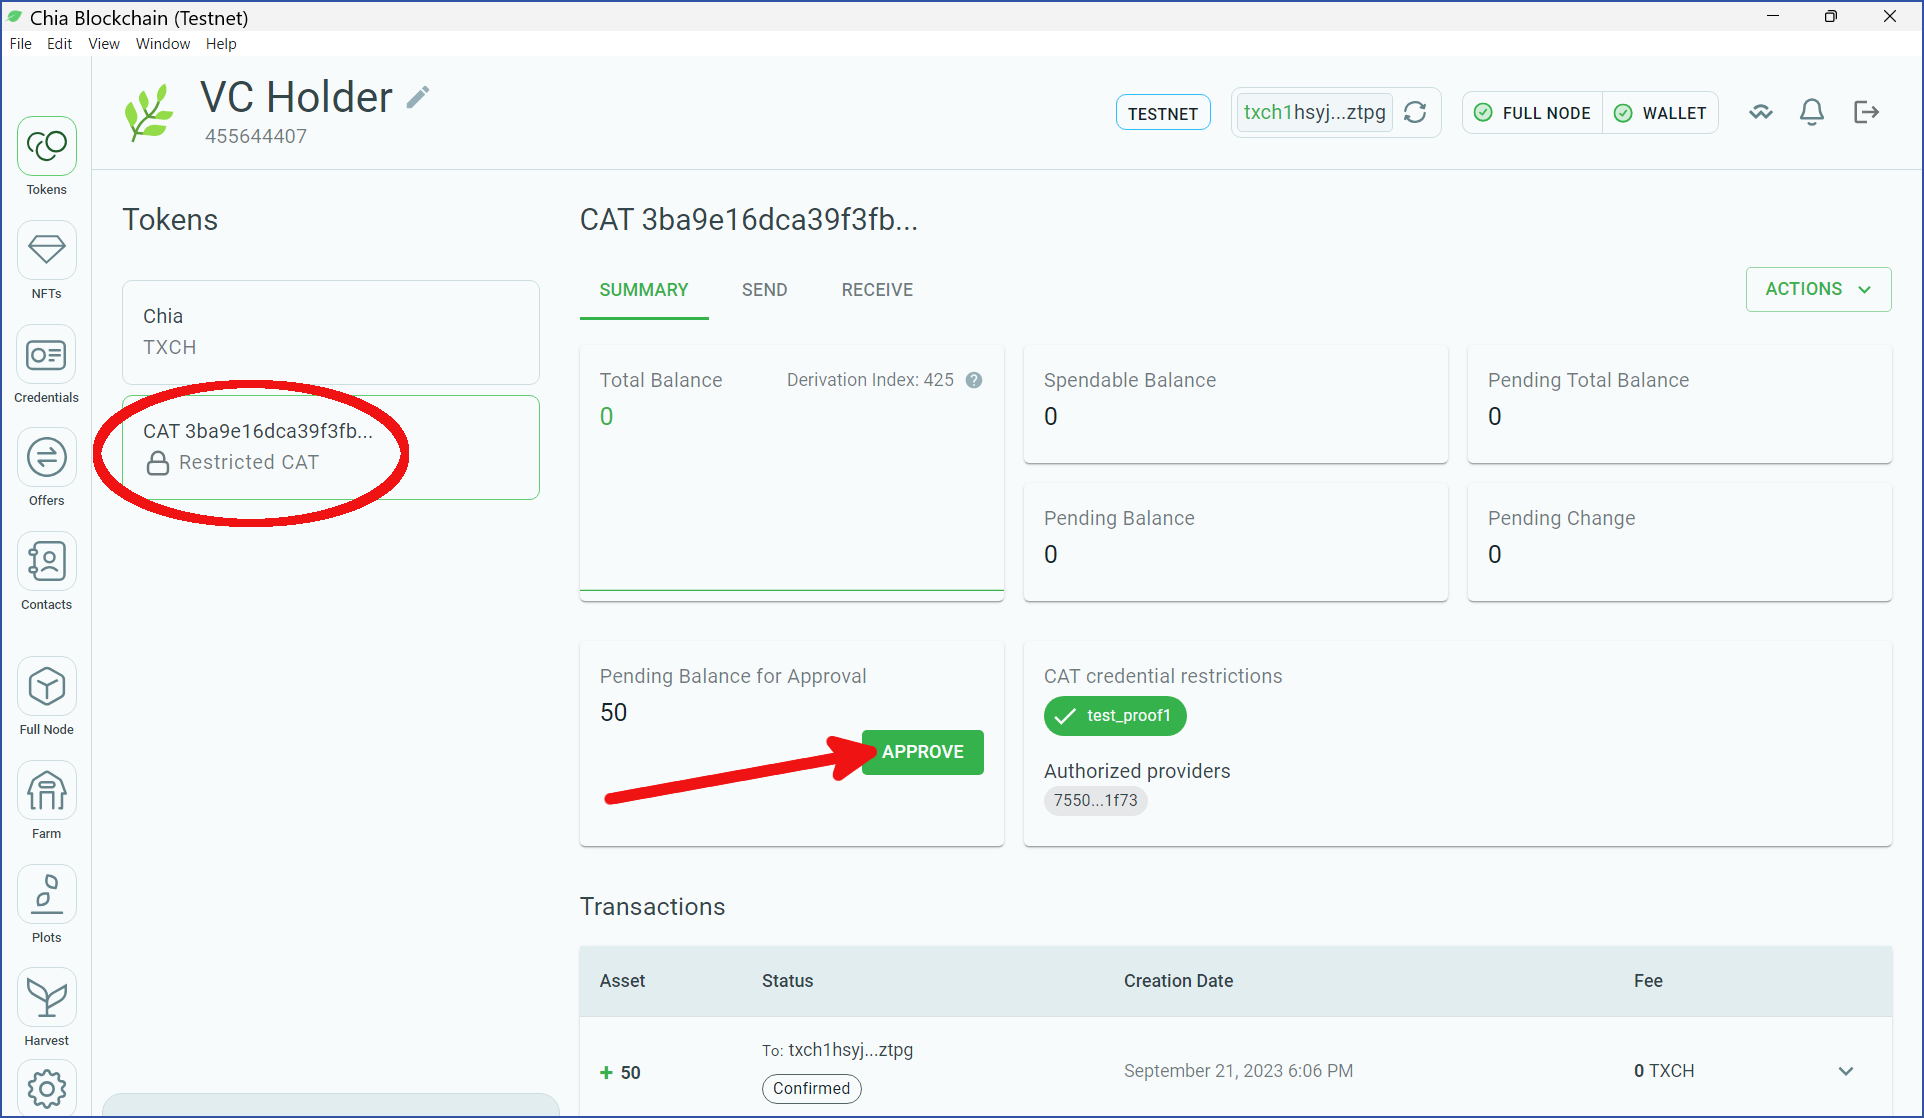 Chia Blockchain (Testnet)
File Edit View Window Help
VC Holder
455644407
TESTNET
txch1hsyj...ztpg
FULL NODE
WALLET
Tokens
NFTs
Credentials
Offers
Contacts
Full Node
Farm
Plots
Harvest
Tokens
Chia
TXCH
CAT 3ba9e16dca39f3fb...
Restricted CAT
CAT 3ba9e16dca39f3fb...
SUMMARY SEND RECEIVE
ACTIONS
Total Balance
Derivation Index: 425
?
0
Spendable Balance
0
Pending Total Balance
0
Pending Balance
0
Pending Change
0
Pending Balance for Approval
50
APPROVE
CAT credential restrictions
test_proof1
Authorized providers
7550...1f73
Transactions
Asset Status Creation Date Fee
+ 50
To: txch1hsyj...ztpg
Confirmed
September 21, 2023 6:06 PM
0 TXCH